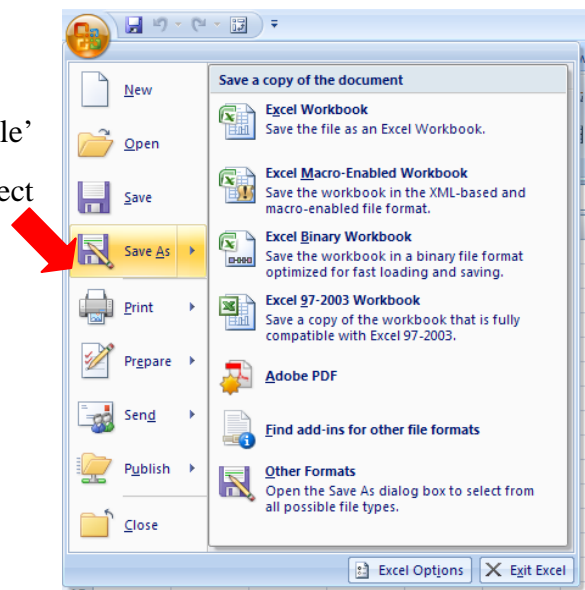 le’
ect
New
Open
Save
Save As
Print
Prepare
Send
Publish
Close
Save a copy of the document
Excel Workbook
Save the file as an Excel Workbook.
Excel Macro-Enabled Workbook
Save the workbook in the XML-based and
macro-enabled file format.
Excel Binary Workbook
Save the workbook in a binary file format
optimized for fast loading and saving.
Excel 97-2003 Workbook
Save a copy of the workbook that is fully
compatible with Excel 97-2003.
Adobe PDF
Find add-ins for other file formats
Other Formats
Open the Save As dialog box to select from
all possible file types.
Excel Options
Exit Excel